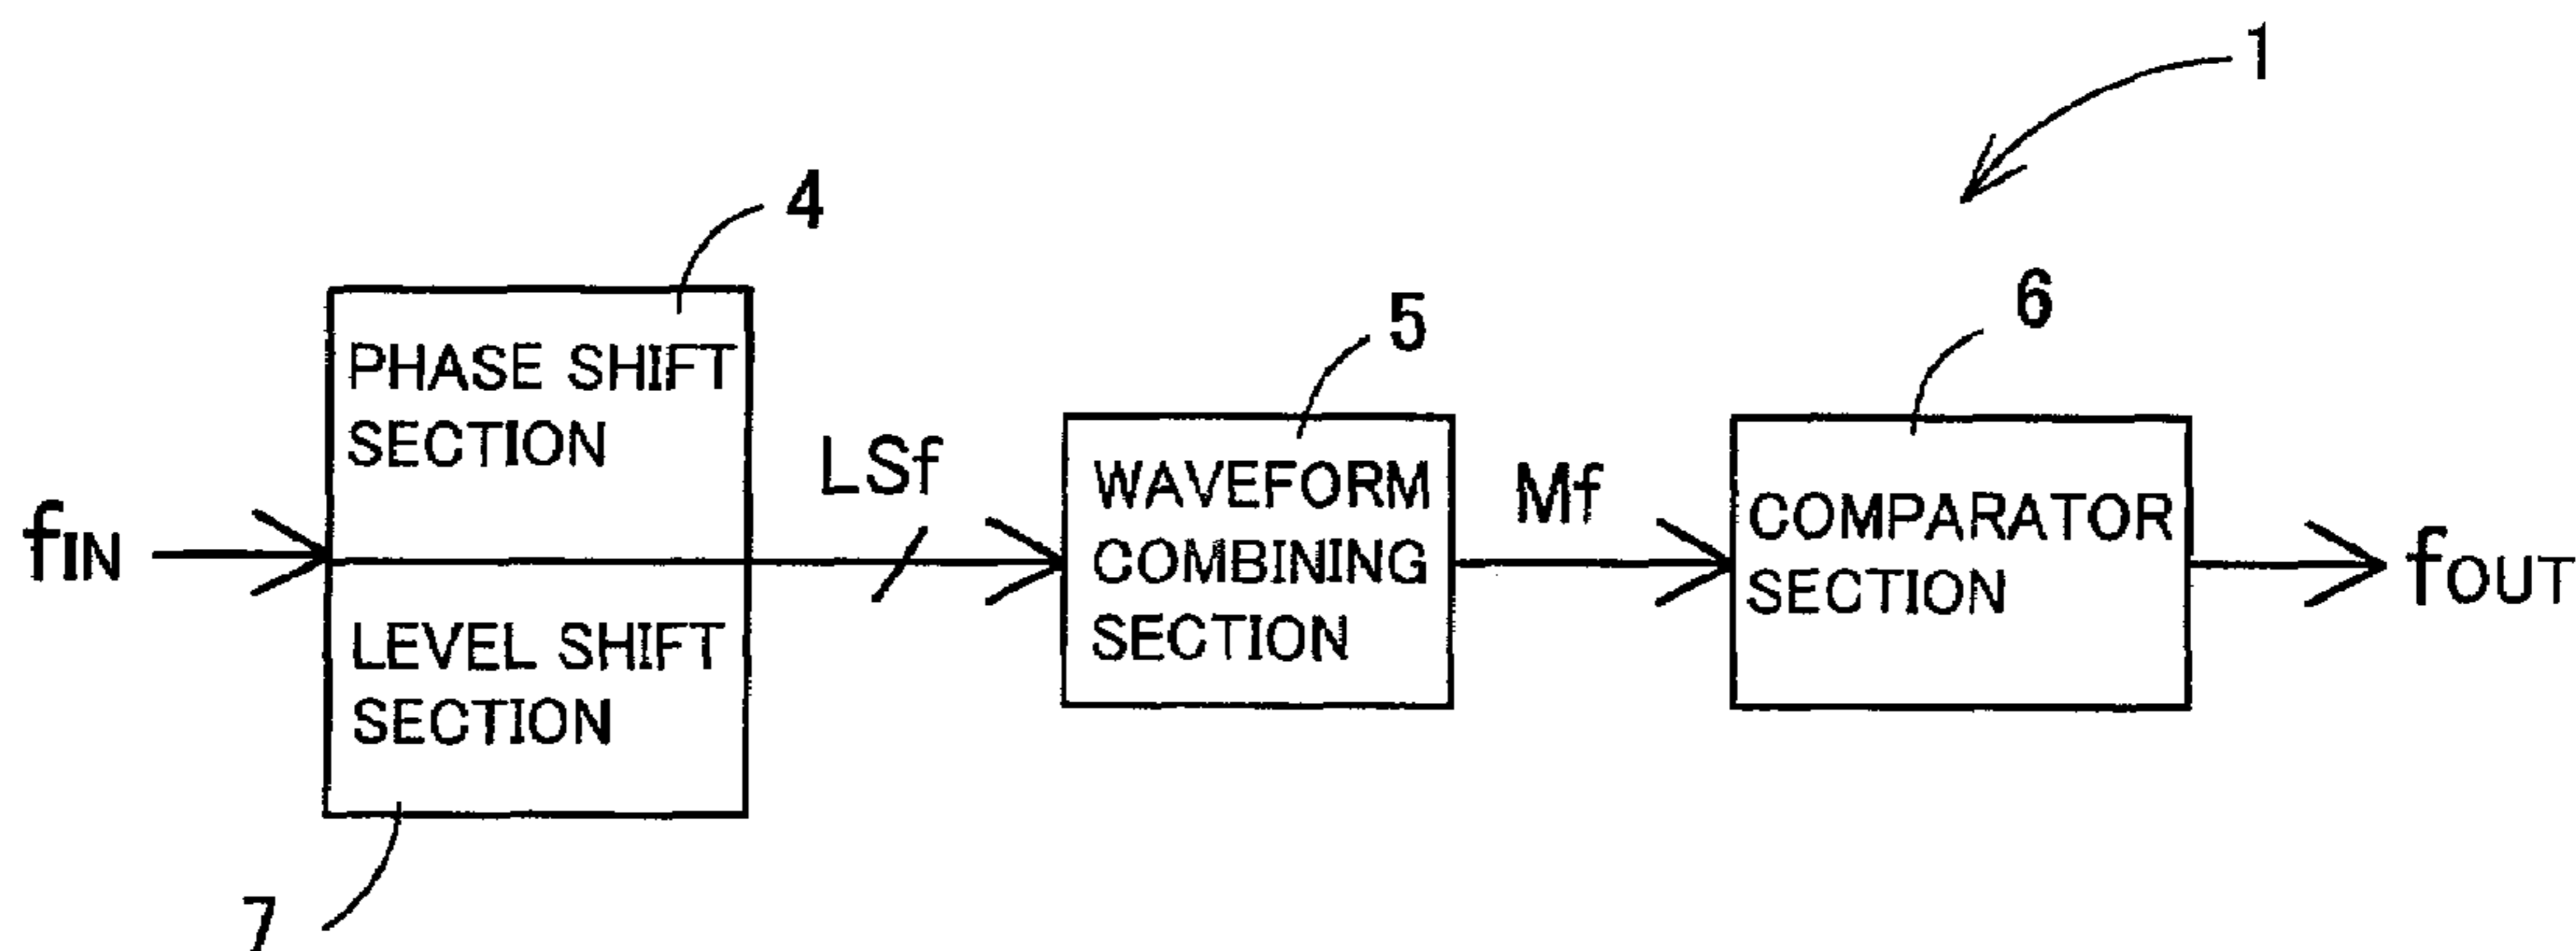 1
4
5
6
PHASE SHIFT
SECTION
LEVEL SHIFT
SECTION
fIN
LSf
WAVEFORM
COMBINING
SECTION
Mf
COMPARATOR
SECTION
fOUT
7